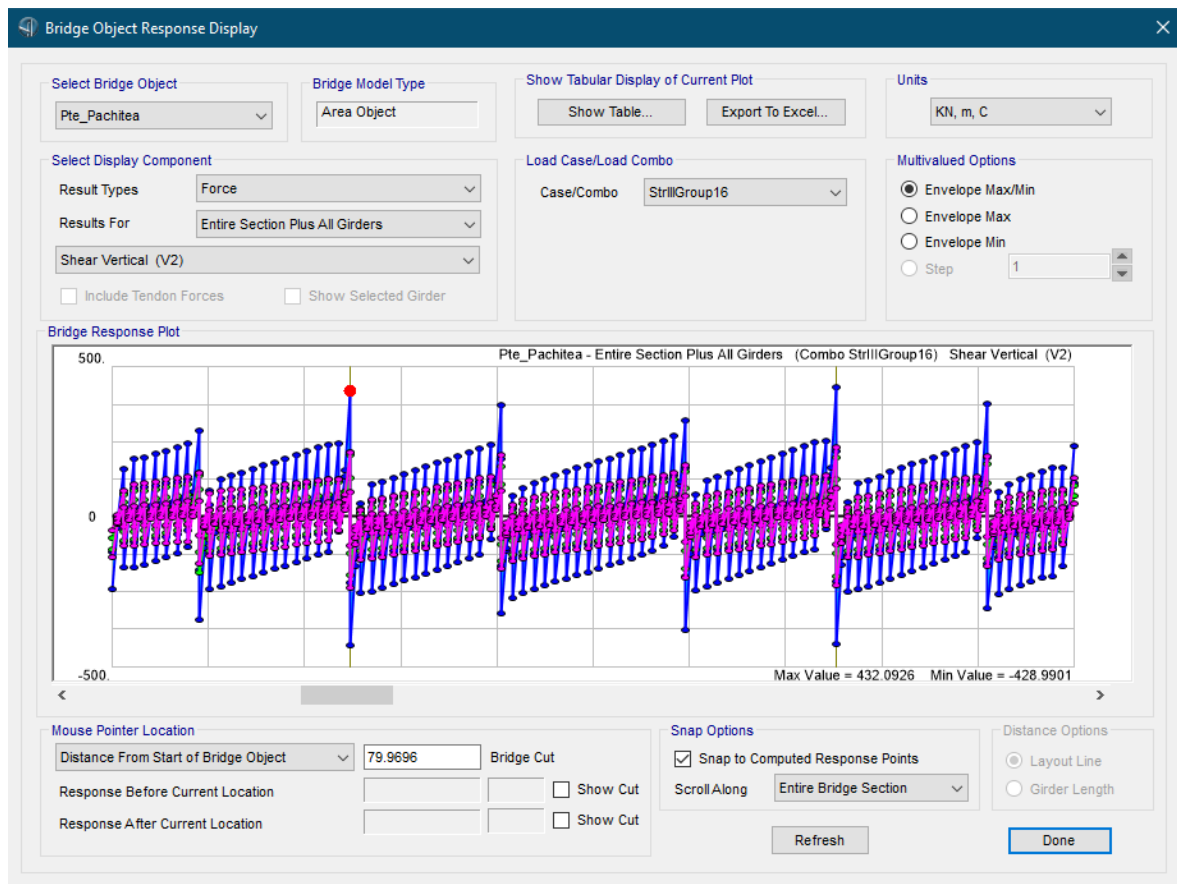 Bridge Object Response Display
Select Bridge Object
Pte_Pachitea
Bridge Model Type
Area Object
Show Tabular Display of Current Plot
Show Table...
Export To Excel...
Units
KN, m, C
Select Display Component
Result Types
Force
Results For
Entire Section Plus All Girders
Shear Vertical (V2)
Include Tendon Forces
Show Selected Girder
Load Case/Load Combo
Case/Combo
StrIIIGroup16
Multivalued Options
Envelope Max/Min
Envelope Max
Envelope Min
Step
1
Bridge Response Plot
500.
Pte_Pachitea - Entire Section Plus All Girders (Combo StrIIIGroup16) Shear Vertical (V2)
0
-500.
Max Value = 432.0926 Min Value = -428.9901
Mouse Pointer Location
Distance From Start of Bridge Object
79.9696
Bridge Cut
Response Before Current Location
Show Cut
Response After Current Location
Show Cut
Snap Options
Snap to Computed Response Points
Scroll Along
Entire Bridge Section
Distance Options
Layout Line
Girder Length
Refresh
Done